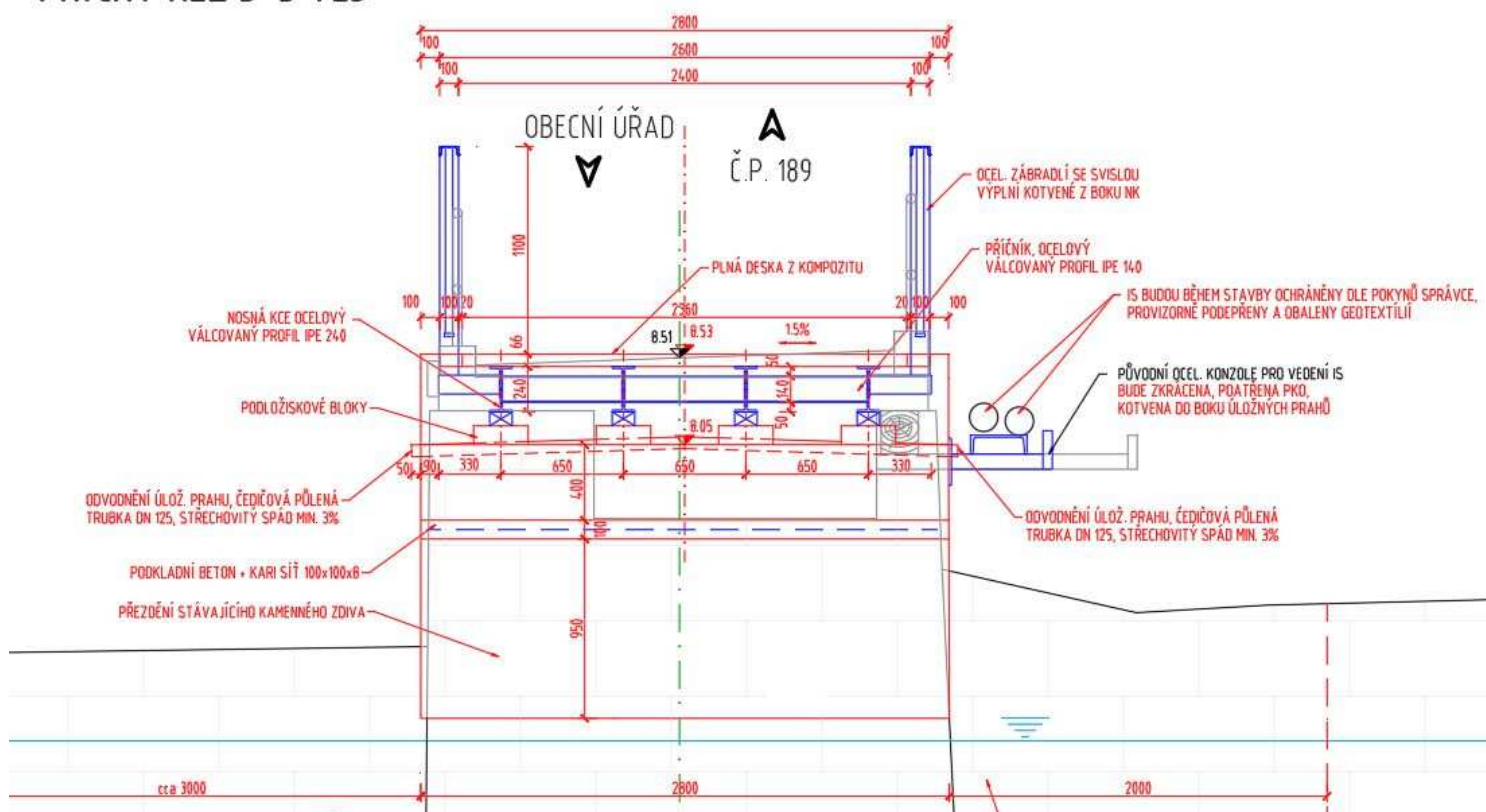 2800
100 100
2600
100 100
2400
OBECNÍ ÚŘAD
Č.P. 189
OCEL. ZÁBRADLÍ SE SVISLOU
VÝPLNÍ KOTVENÉ Z BOKU NK
1100
PŘÍČNÍK, OCELOVÝ
VÁLCOVANÝ PROFIL IPE 140
PLNÁ DESKA Z KOMPOZITU
IS BUDOU BĚHEM STAVBY OCHRÁNĚNY DLE POKYNŮ SPRÁVCE,
PROVIZORNĚ PODEPŘENY A OBALENY GEOTEXTÍLIÍ
100 100 20 2360 20 100 100
NOSNÁ KCE OCELOVÝ
VÁLCOVANÝ PROFIL IPE 240
66
8.51 8.53
1.5%
50
240
140
50
PŮVODNÍ OCEL. KONZOLE PRO VEDENÍ IS
BUDE ZKRÁCENA, POATŘENA PKO,
KOTVENA DO BOKU ÚLOŽNÝCH PRAHŮ
PODLOŽISKOVÉ BLOKY
8.05
50 90 330 650 650 650 330
400
ODVODNĚNÍ ÚLOŽ. PRAHU, ČEDIČOVÁ PŮLENÁ
TRUBKA DN 125, STŘECHOVITÝ SPÁD MIN. 3%
ODVODNĚNÍ ÚLOŽ. PRAHU, ČEDIČOVÁ PŮLENÁ
TRUBKA DN 125, STŘECHOVITÝ SPÁD MIN. 3%
100
PODKLADNÍ BETON + KARI SÍŤ 100x100x8
PŘEZDĚNÍ STÁVAJÍCÍHO KAMENNÉHO ZDIVA
950
cca 3000
2800
2000